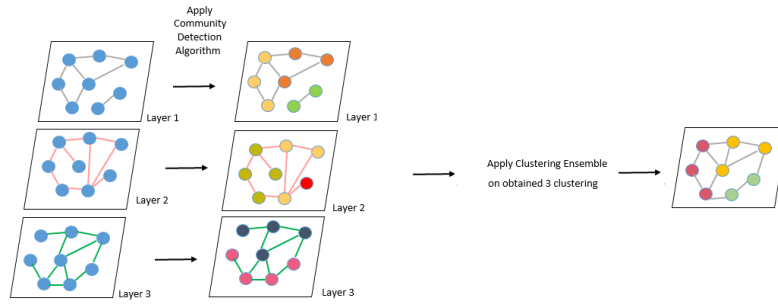 Apply
Community
Detection
Algorithm
Layer 1
Layer 1
Layer 2
Layer 2
Layer 3
Layer 3
Apply Clustering Ensemble
on obtained 3 clustering